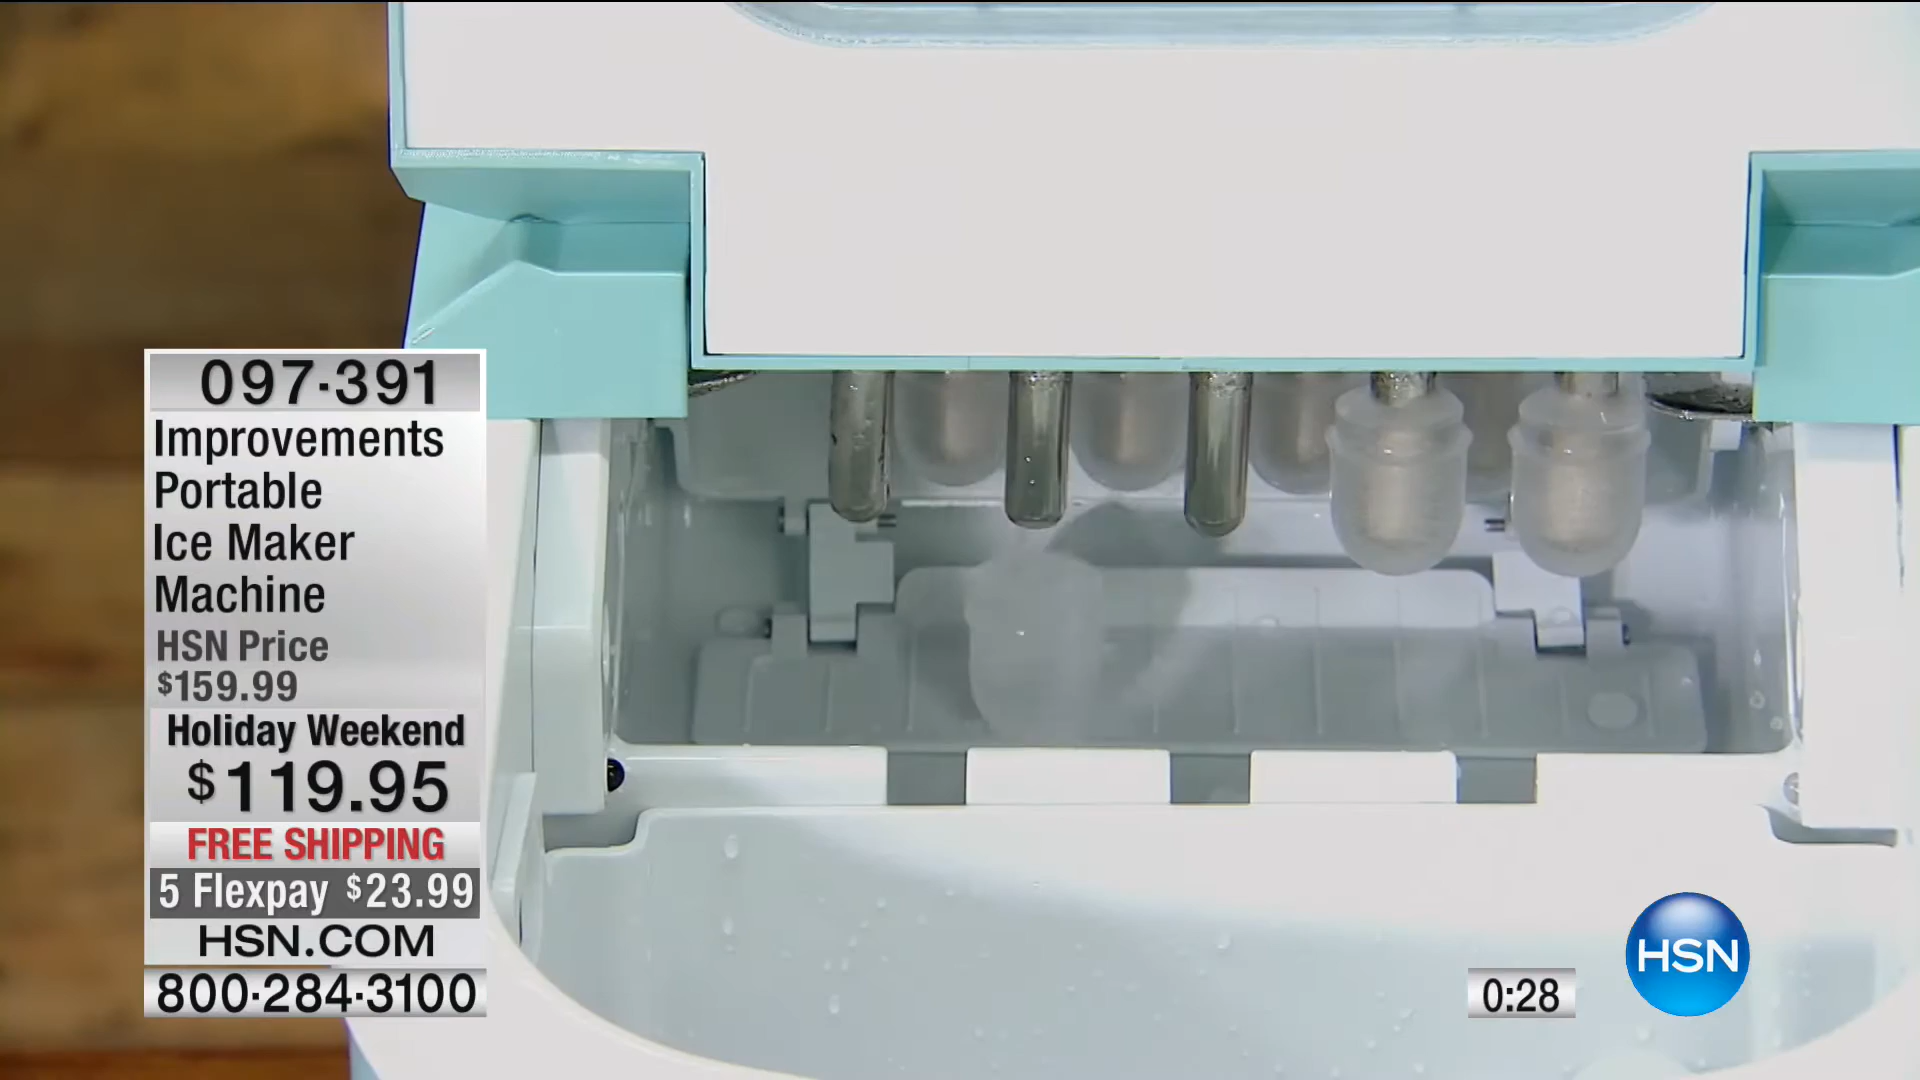 097-391
Improvements
Portable
Ice Maker
Machine
HSN Price
$159.99
Holiday Weekend
$119.95
FREE SHIPPING
5 Flexpay $23.99
HSN.COM
800·284·3100
0:28
HSN